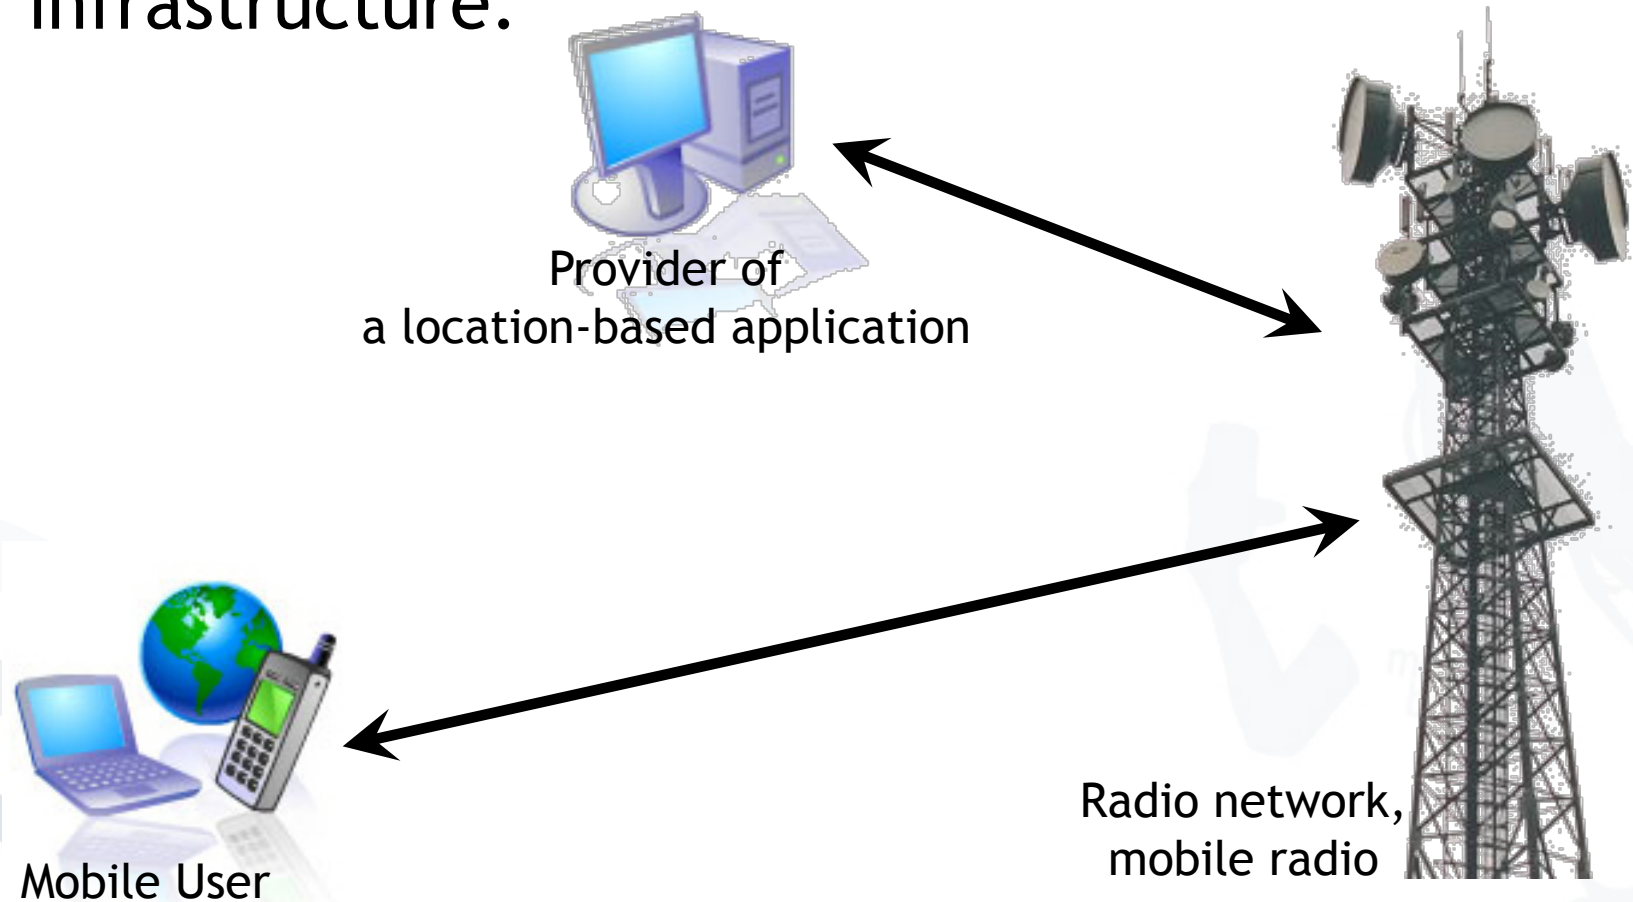 infrastructure.
Provider of
a location-based application
Radio network,
mobile radio
Mobile User